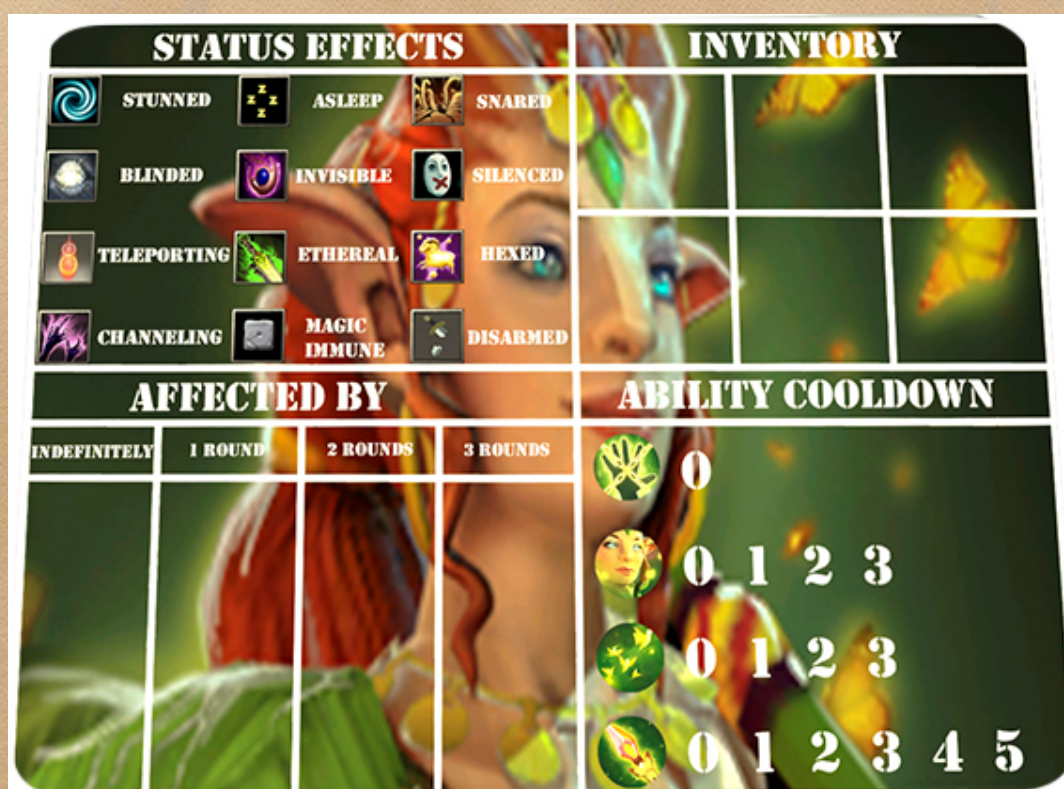 STATUS EFFECTS
STUNNED ASLEEP SNARED
BLINDED INVISIBLE SILENCED
TELEPORTING ETHEREAL HEXED
CHANNELING MAGIC IMMUNE DISARMED
INVENTORY
AFFECTED BY
INDEFINITELY 1 ROUND 2 ROUNDS 3 ROUNDS
ABILITY COOLDOWN
0
0 1 2 3
0 1 2 3
0 1 2 3 4 5